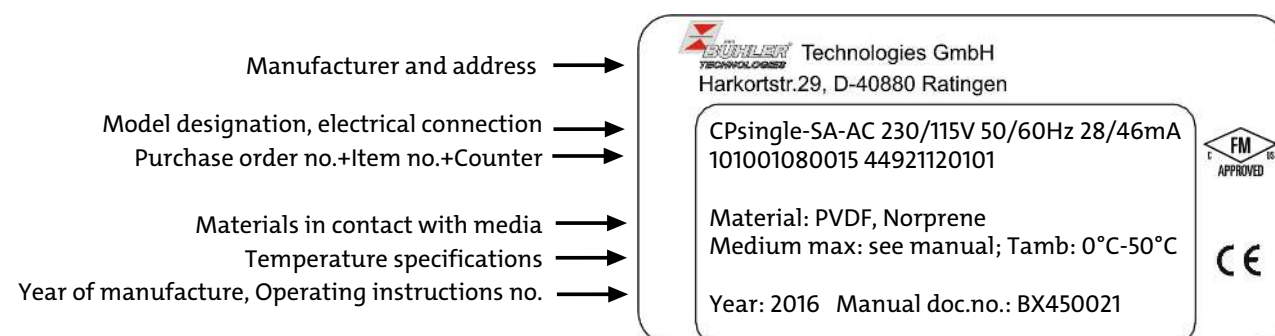 Manufacturer and address
Model designation, electrical connection
Purchase order no.+Item no.+Counter
Materials in contact with media
Temperature specifications
Year of manufacture, Operating instructions no.
BÜHLER Technologies GmbH
TECHNOLOGIES
Harkortstr.29, D-40880 Ratingen
CPsingle-SA-AC 230/115V 50/60Hz 28/46mA
101001080015 44921120101
Material: PVDF, Norprene
Medium max: see manual; Tamb: 0°C-50°C
Year: 2016 Manual doc.no.: BX450021
C FM US
APPROVED
CE